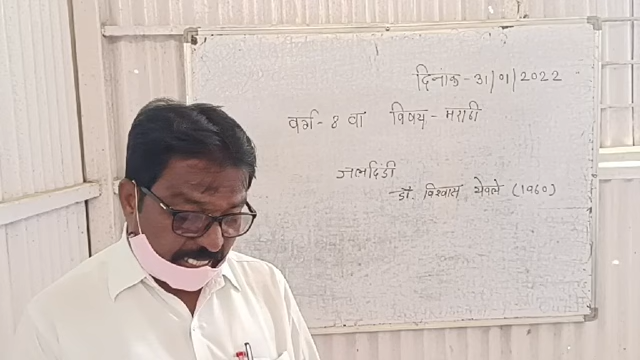 दिनांक - 31/01/2022
वर्ग - 8 वा विषय - मराठी
जलदिंडी
- डॉ. विश्वास येवले (1960)